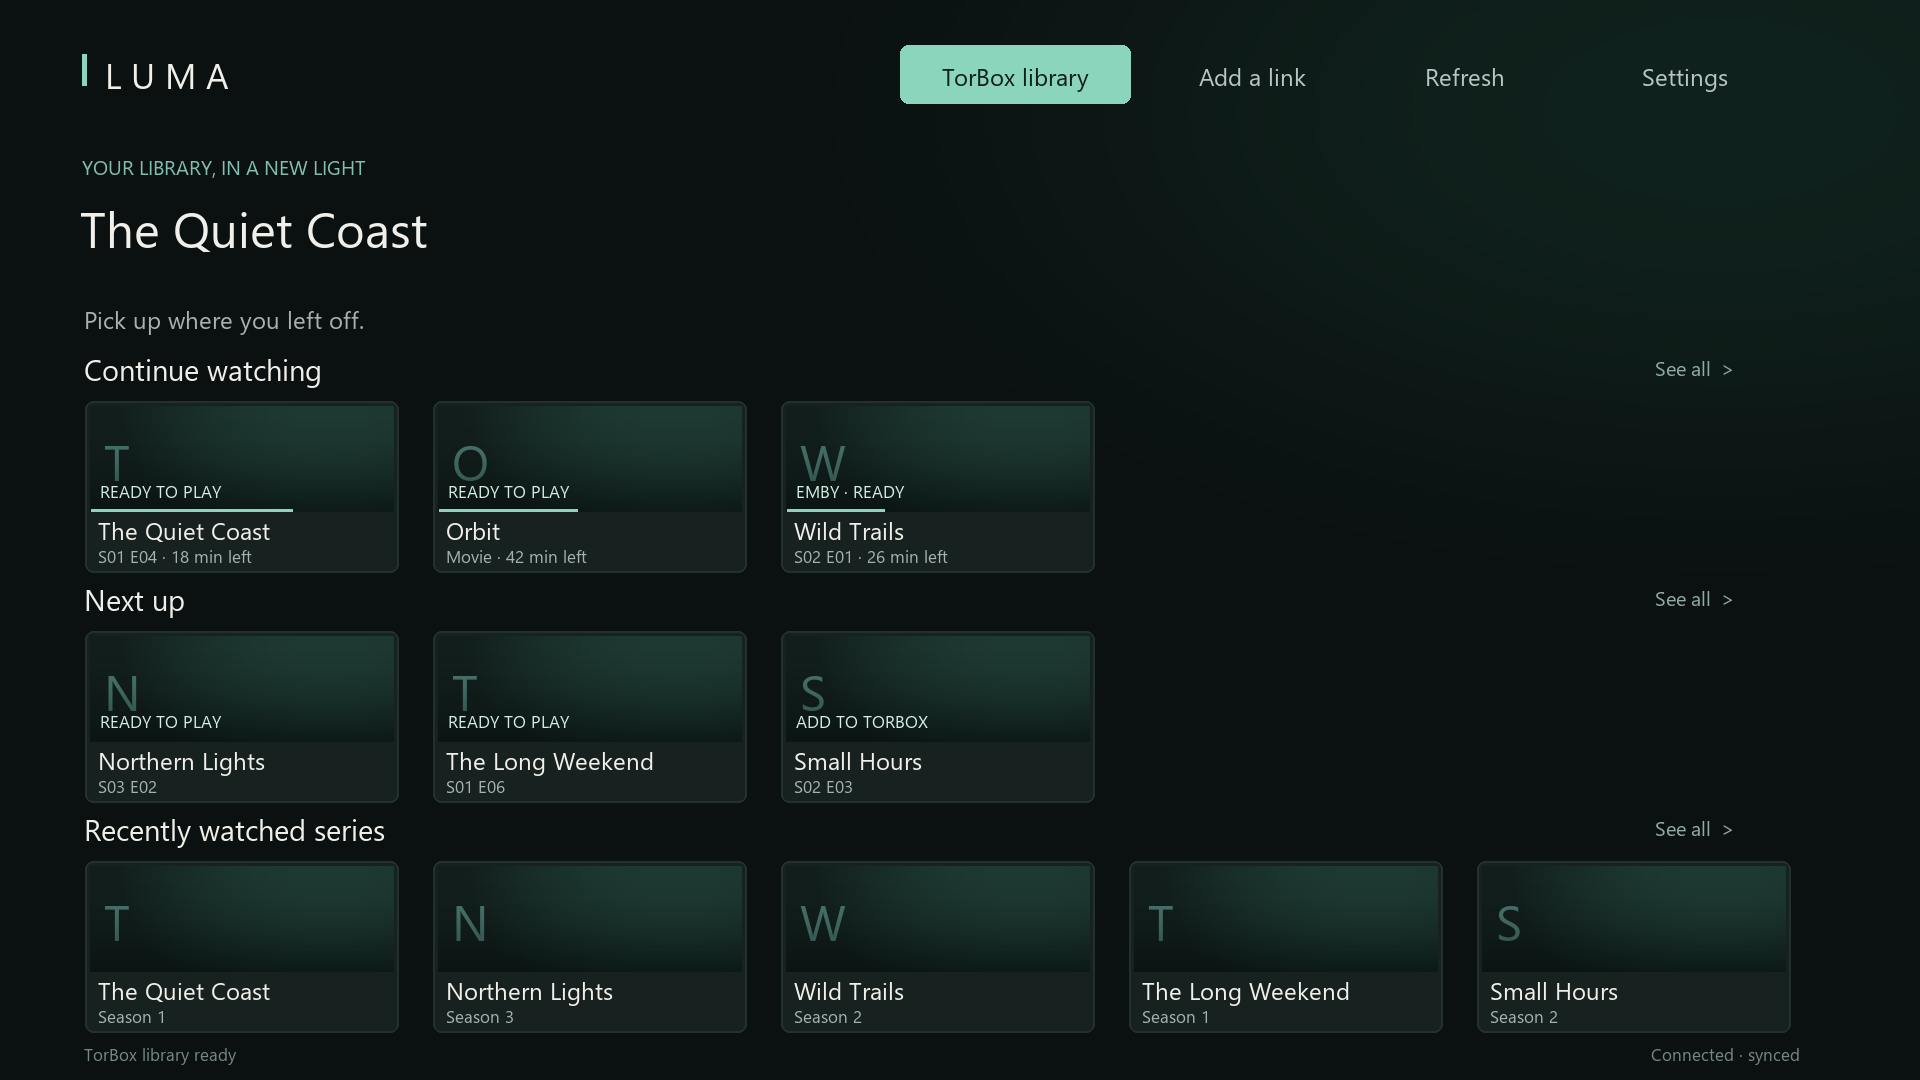 LUMA
TorBox library
Add a link
Refresh
Settings
YOUR LIBRARY, IN A NEW LIGHT
The Quiet Coast
Pick up where you left off.
Continue watching
See all >
T
READY TO PLAY
The Quiet Coast
S01 E04 · 18 min left
O
READY TO PLAY
Orbit
Movie · 42 min left
W
EMBY · READY
Wild Trails
S02 E01 · 26 min left
Next up
See all >
N
READY TO PLAY
Northern Lights
S03 E02
T
READY TO PLAY
The Long Weekend
S01 E06
S
ADD TO TORBOX
Small Hours
S02 E03
Recently watched series
See all >
T
The Quiet Coast
Season 1
N
Northern Lights
Season 3
W
Wild Trails
Season 2
T
The Long Weekend
Season 1
S
Small Hours
Season 2
TorBox library ready
Connected · synced